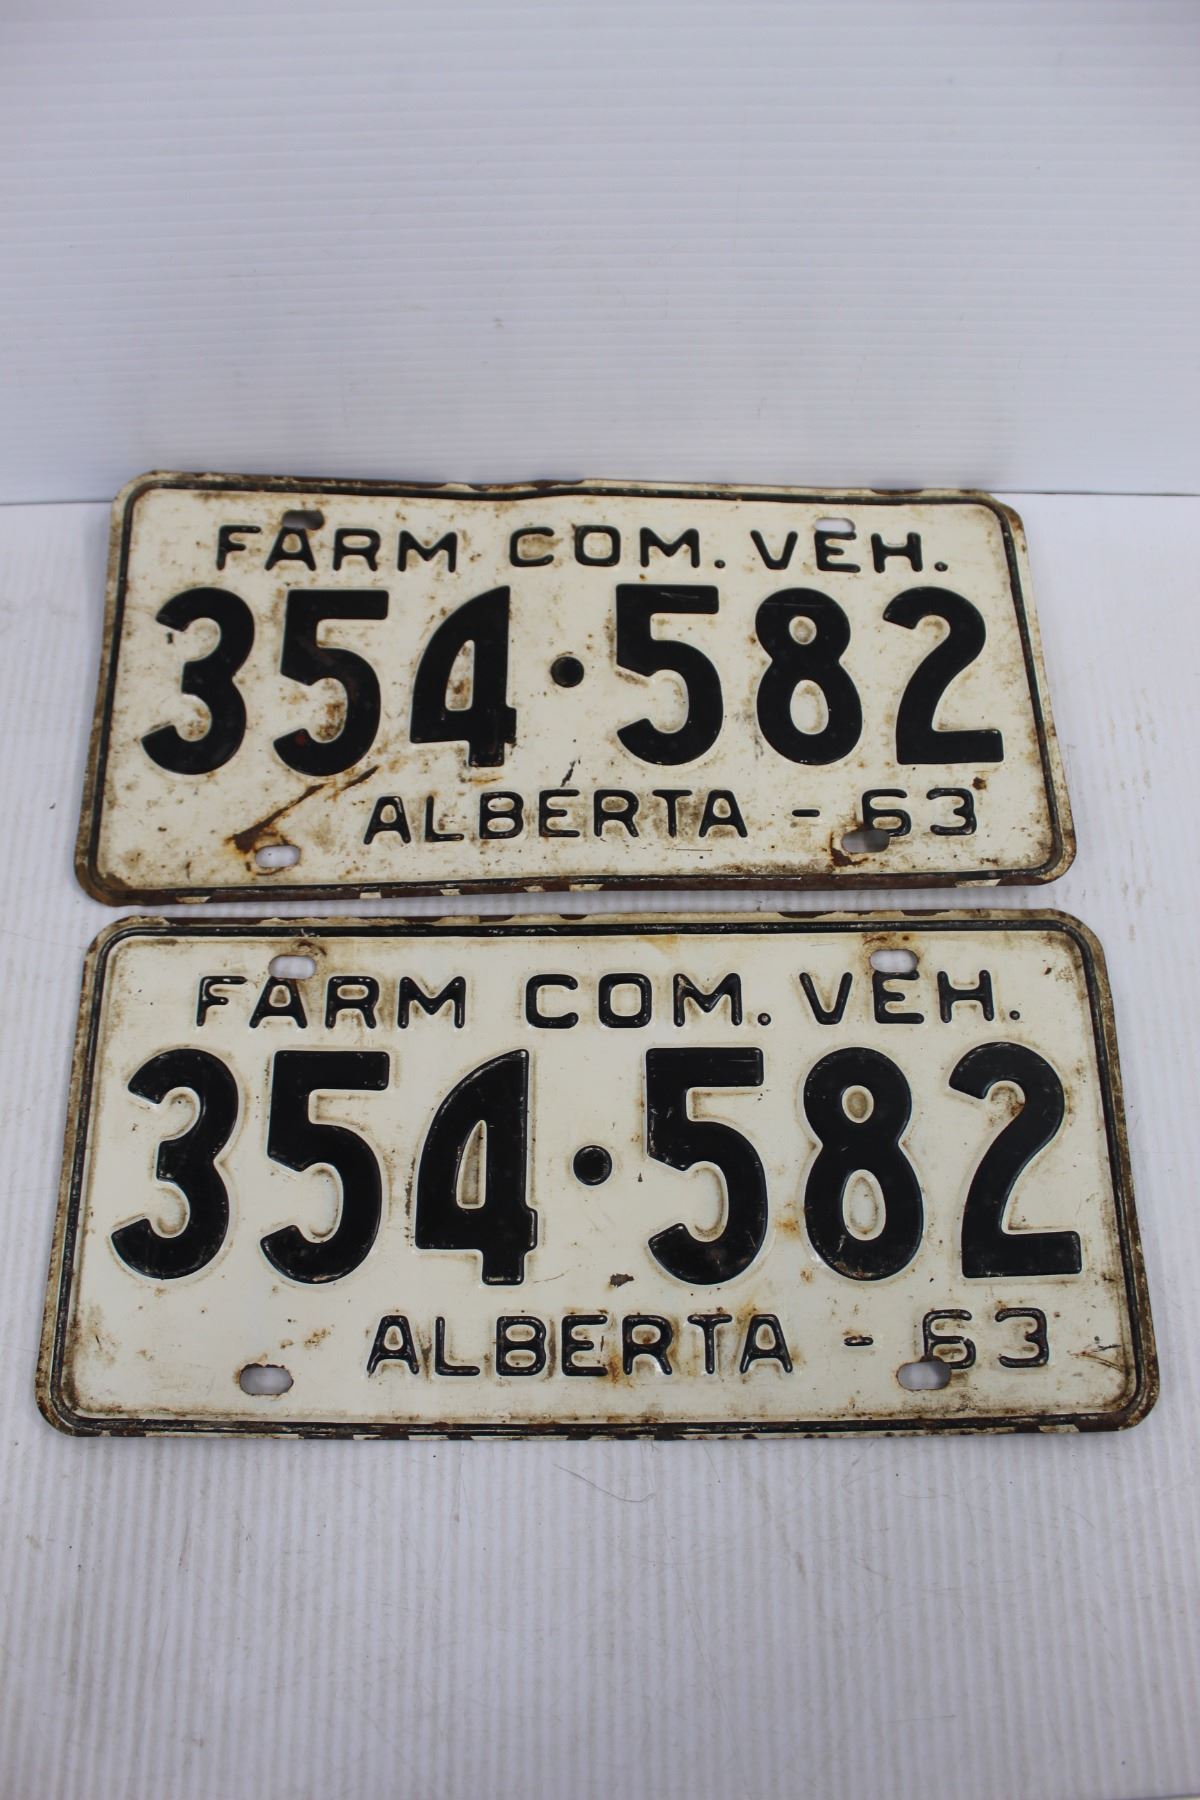 FARM COM. VEH.
354·582
ALBERTA - 63
FARM COM. VEH.
354·582
ALBERTA - 63